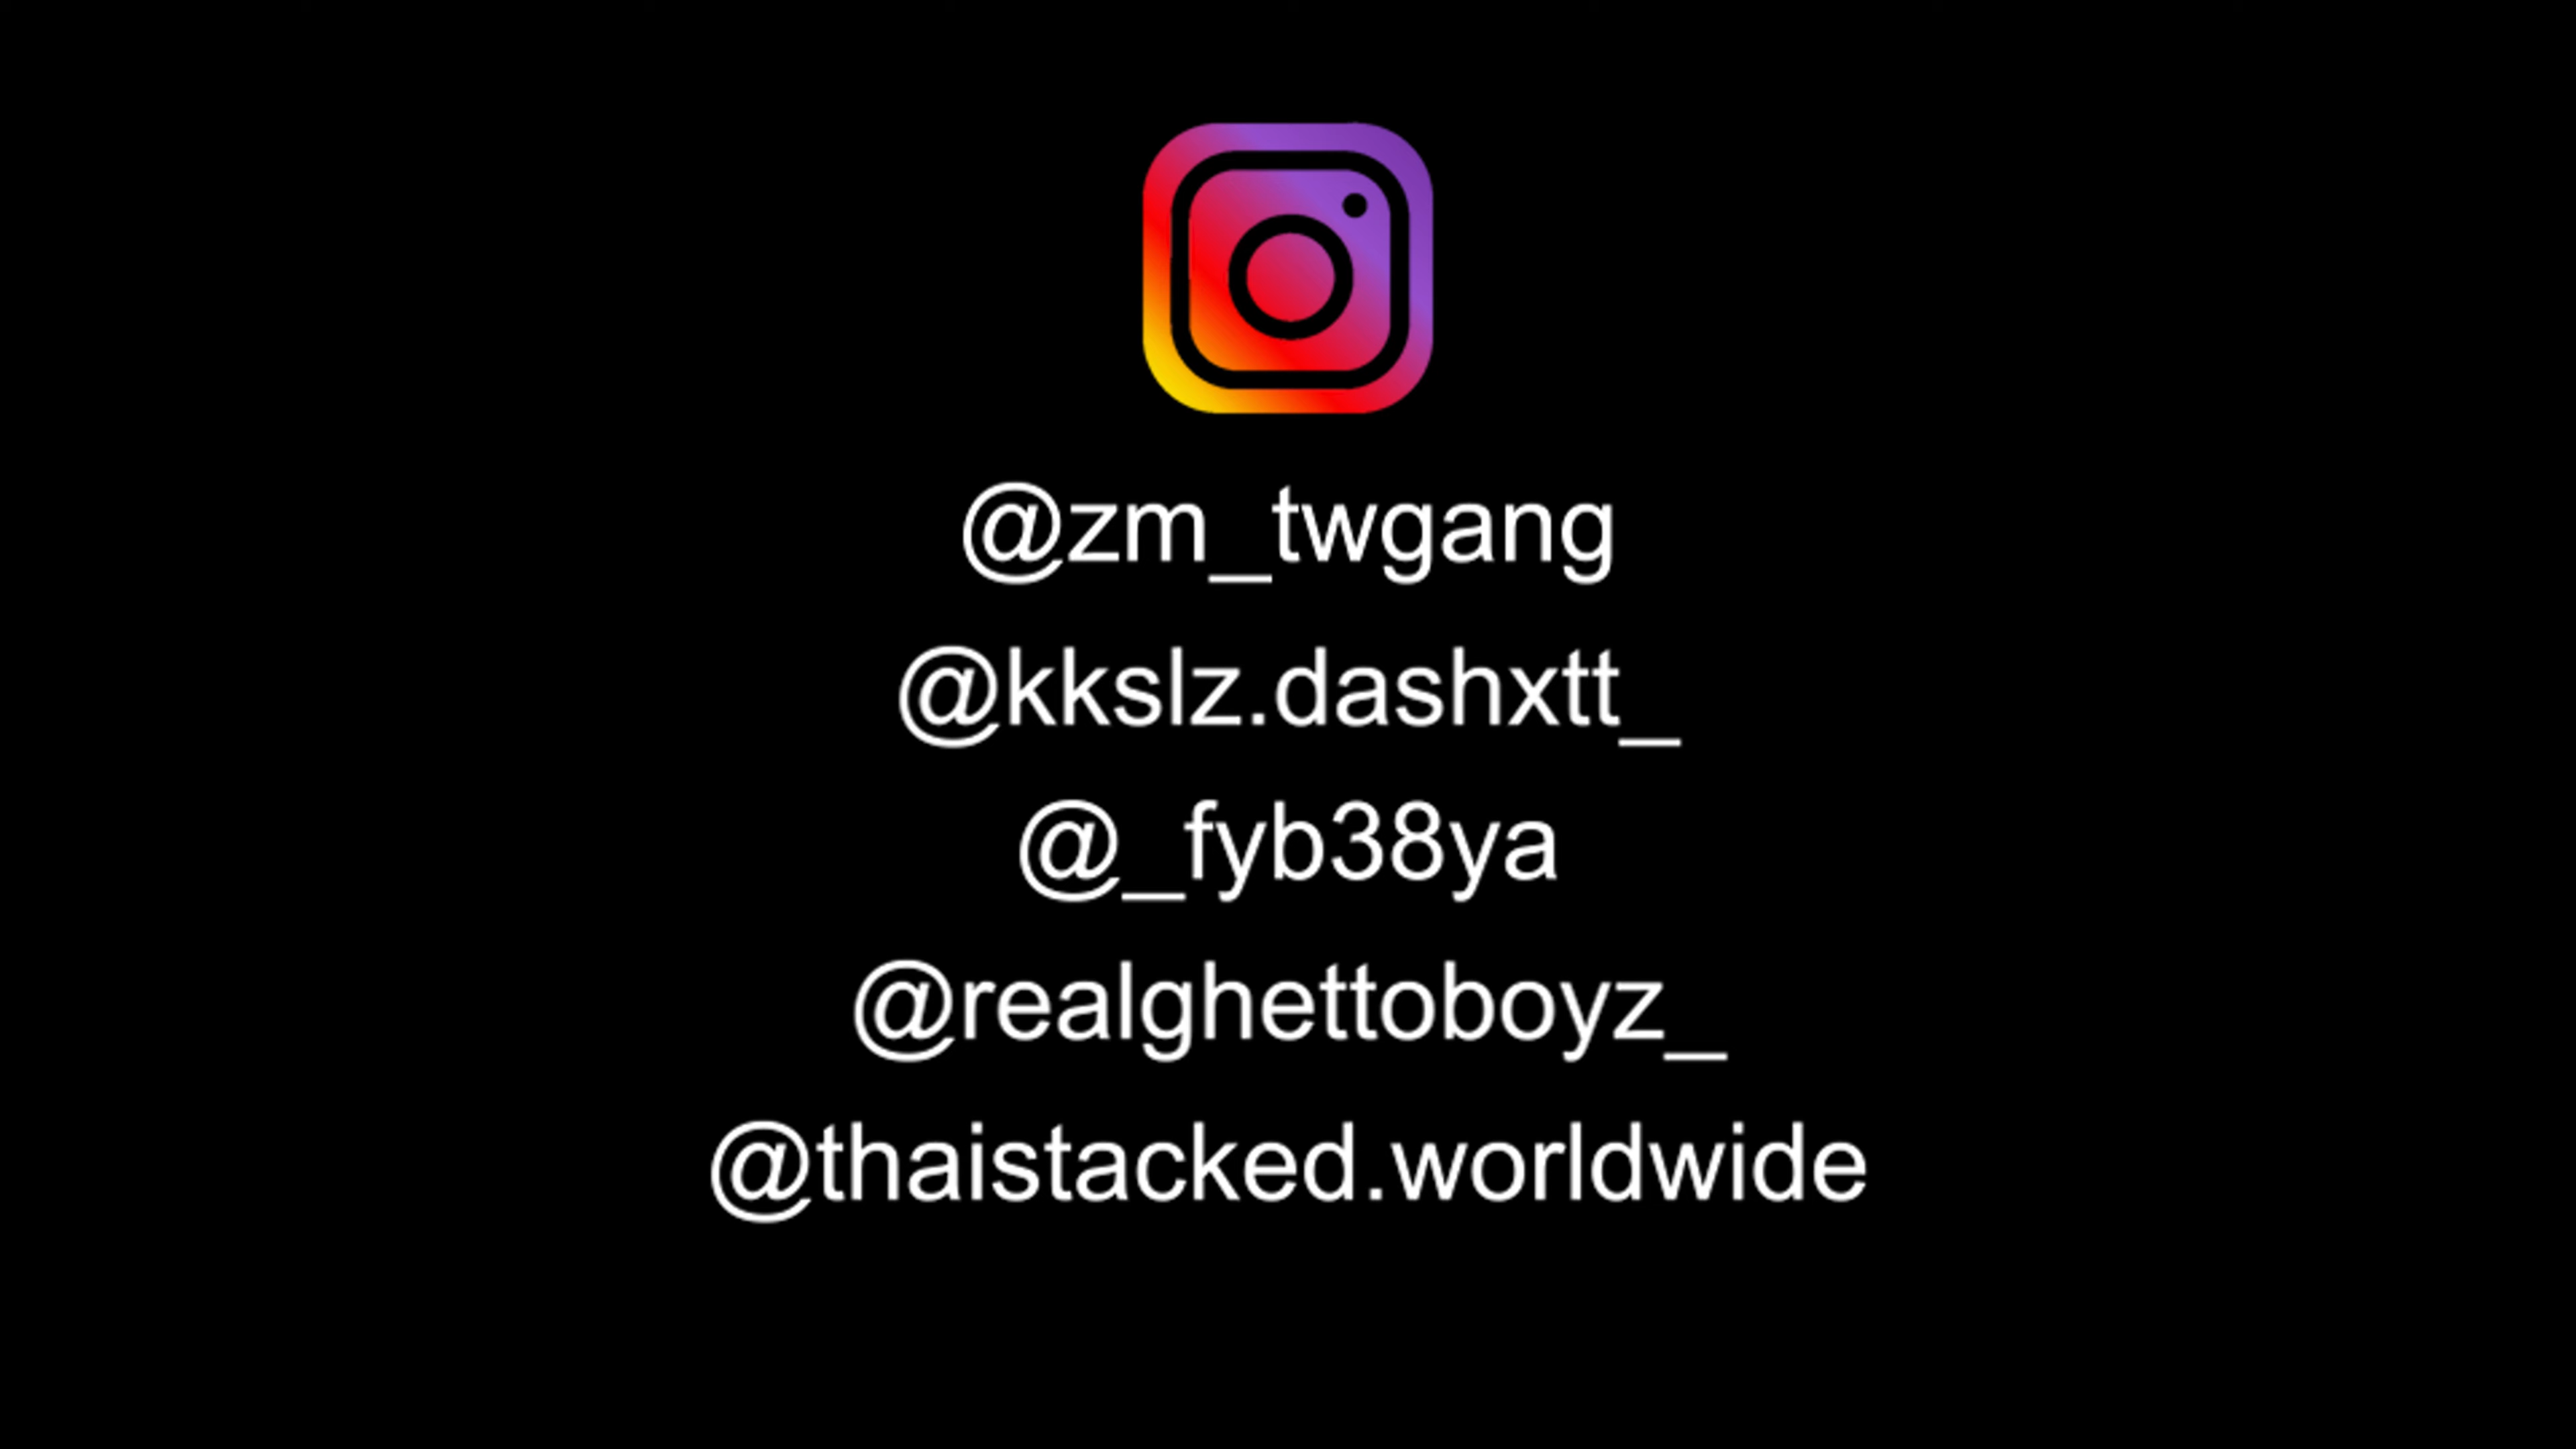 @zm_twgang
@kkslz.dashxtt_
@_fyb38ya
@realghettoboyz_
@thaistacked.worldwide